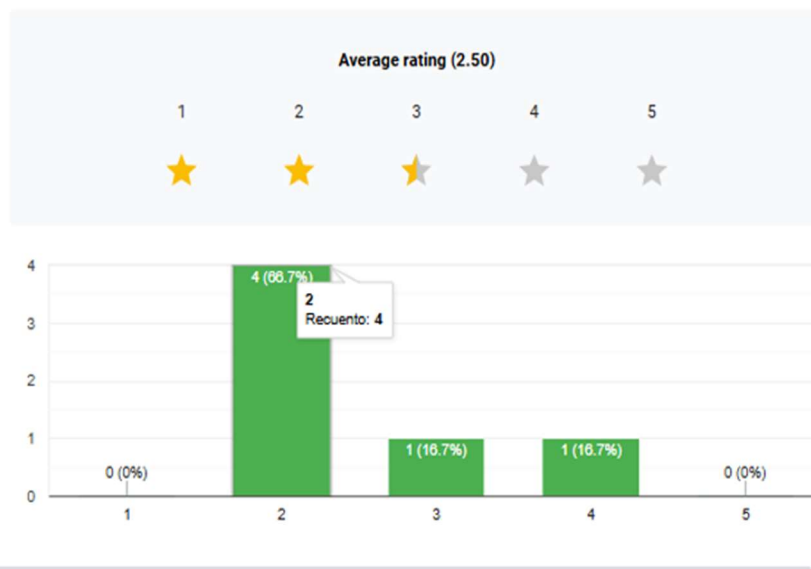 Average rating (2.50)
1 2 3 4 5
4
4 (66.7%)
2
Recuento: 4
3
2
1
1 (16.7%) 1 (16.7%)
0 (0%) 0 (0%)
0
1 2 3 4 5